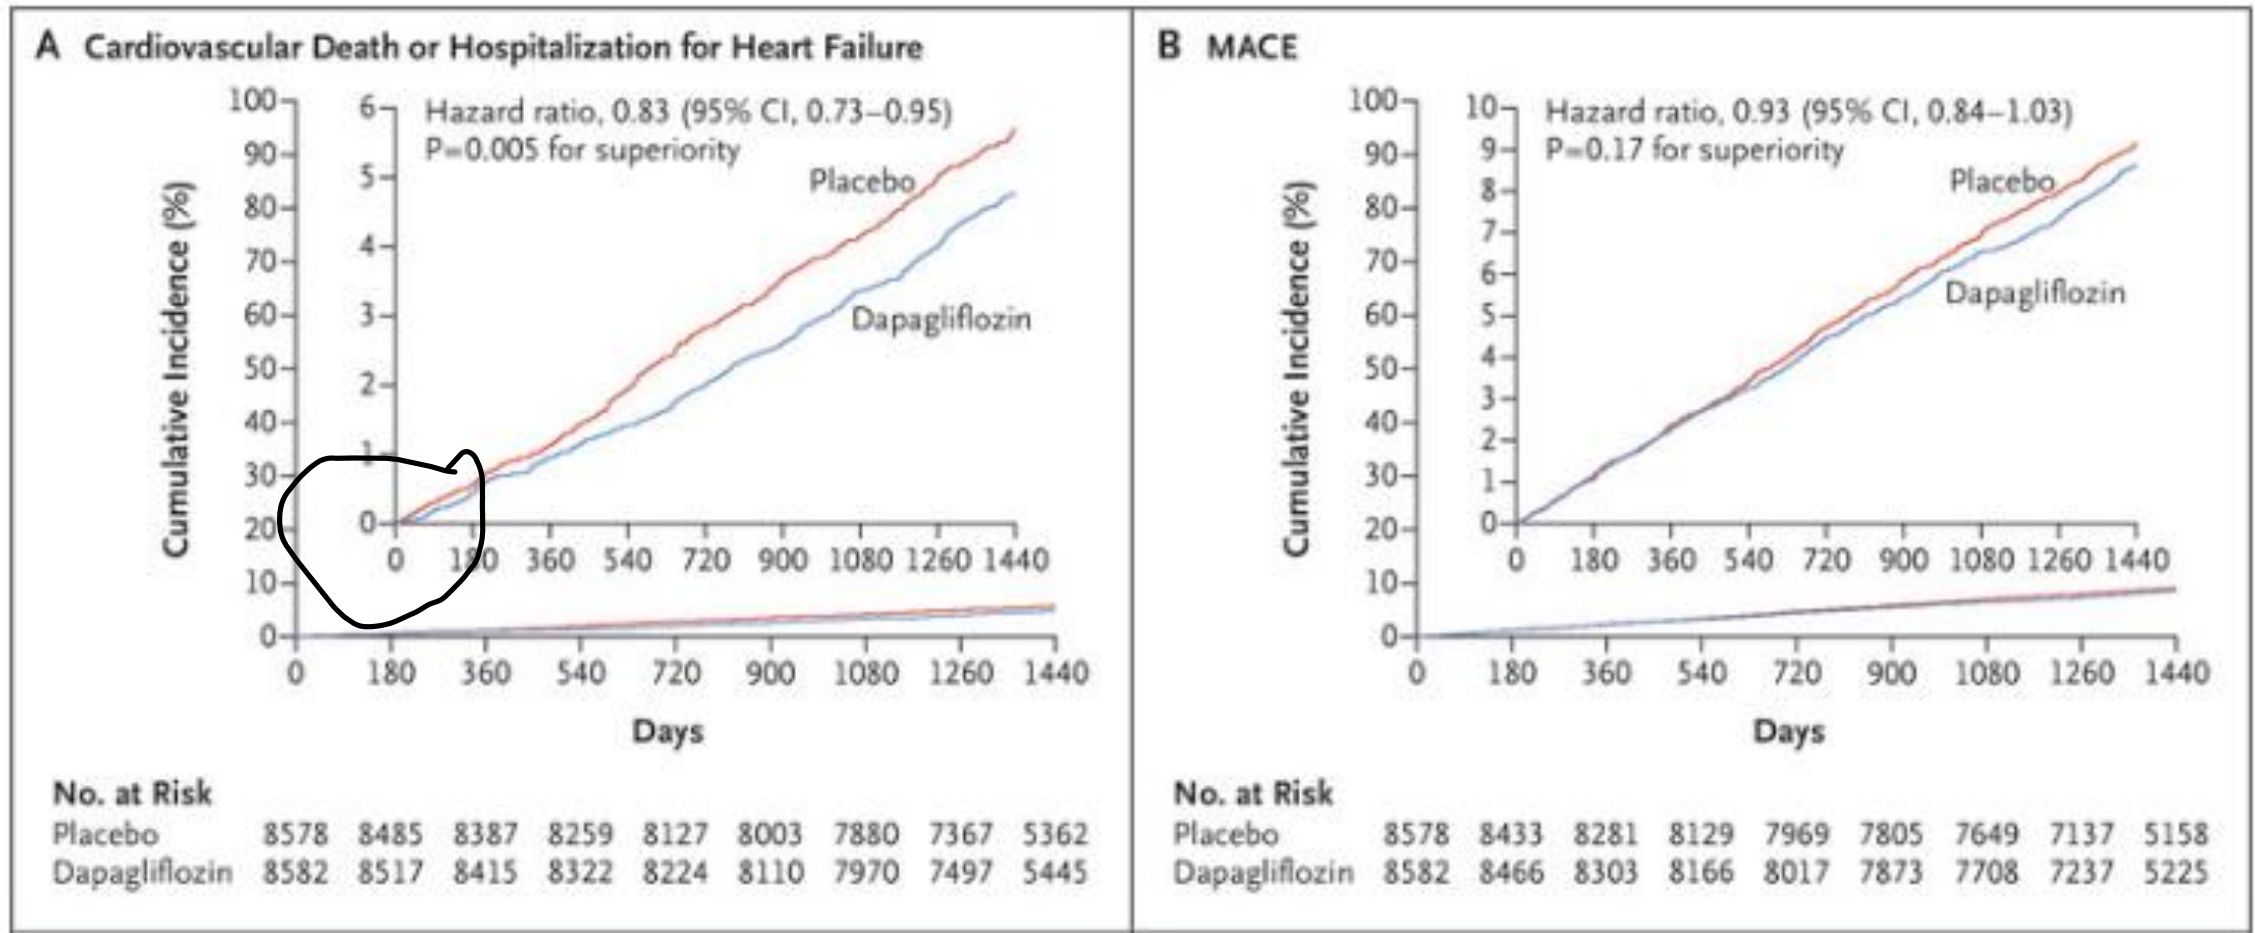 A Cardiovascular Death or Hospitalization for Heart Failure
Cumulative Incidence (%)
100
90
80
70
60
50
40
30
20
10
0
6
5
4
3
2
1
0
Hazard ratio, 0.83 (95% CI, 0.73–0.95)
P=0.005 for superiority
Placebo
Dapagliflozin
0 180 360 540 720 900 1080 1260 1440
0 180 360 540 720 900 1080 1260 1440
Days
No. at Risk
Placebo 8578 8485 8387 8259 8127 8003 7880 7367 5362
Dapagliflozin 8582 8517 8415 8322 8224 8110 7970 7497 5445
B MACE
Cumulative Incidence (%)
100
90
80
70
60
50
40
30
20
10
0
10
9
8
7
6
5
4
3
2
1
0
Hazard ratio, 0.93 (95% CI, 0.84–1.03)
P=0.17 for superiority
Placebo
Dapagliflozin
0 180 360 540 720 900 1080 1260 1440
0 180 360 540 720 900 1080 1260 1440
Days
No. at Risk
Placebo 8578 8433 8281 8129 7969 7805 7649 7137 5158
Dapagliflozin 8582 8466 8303 8166 8017 7873 7708 7237 5225